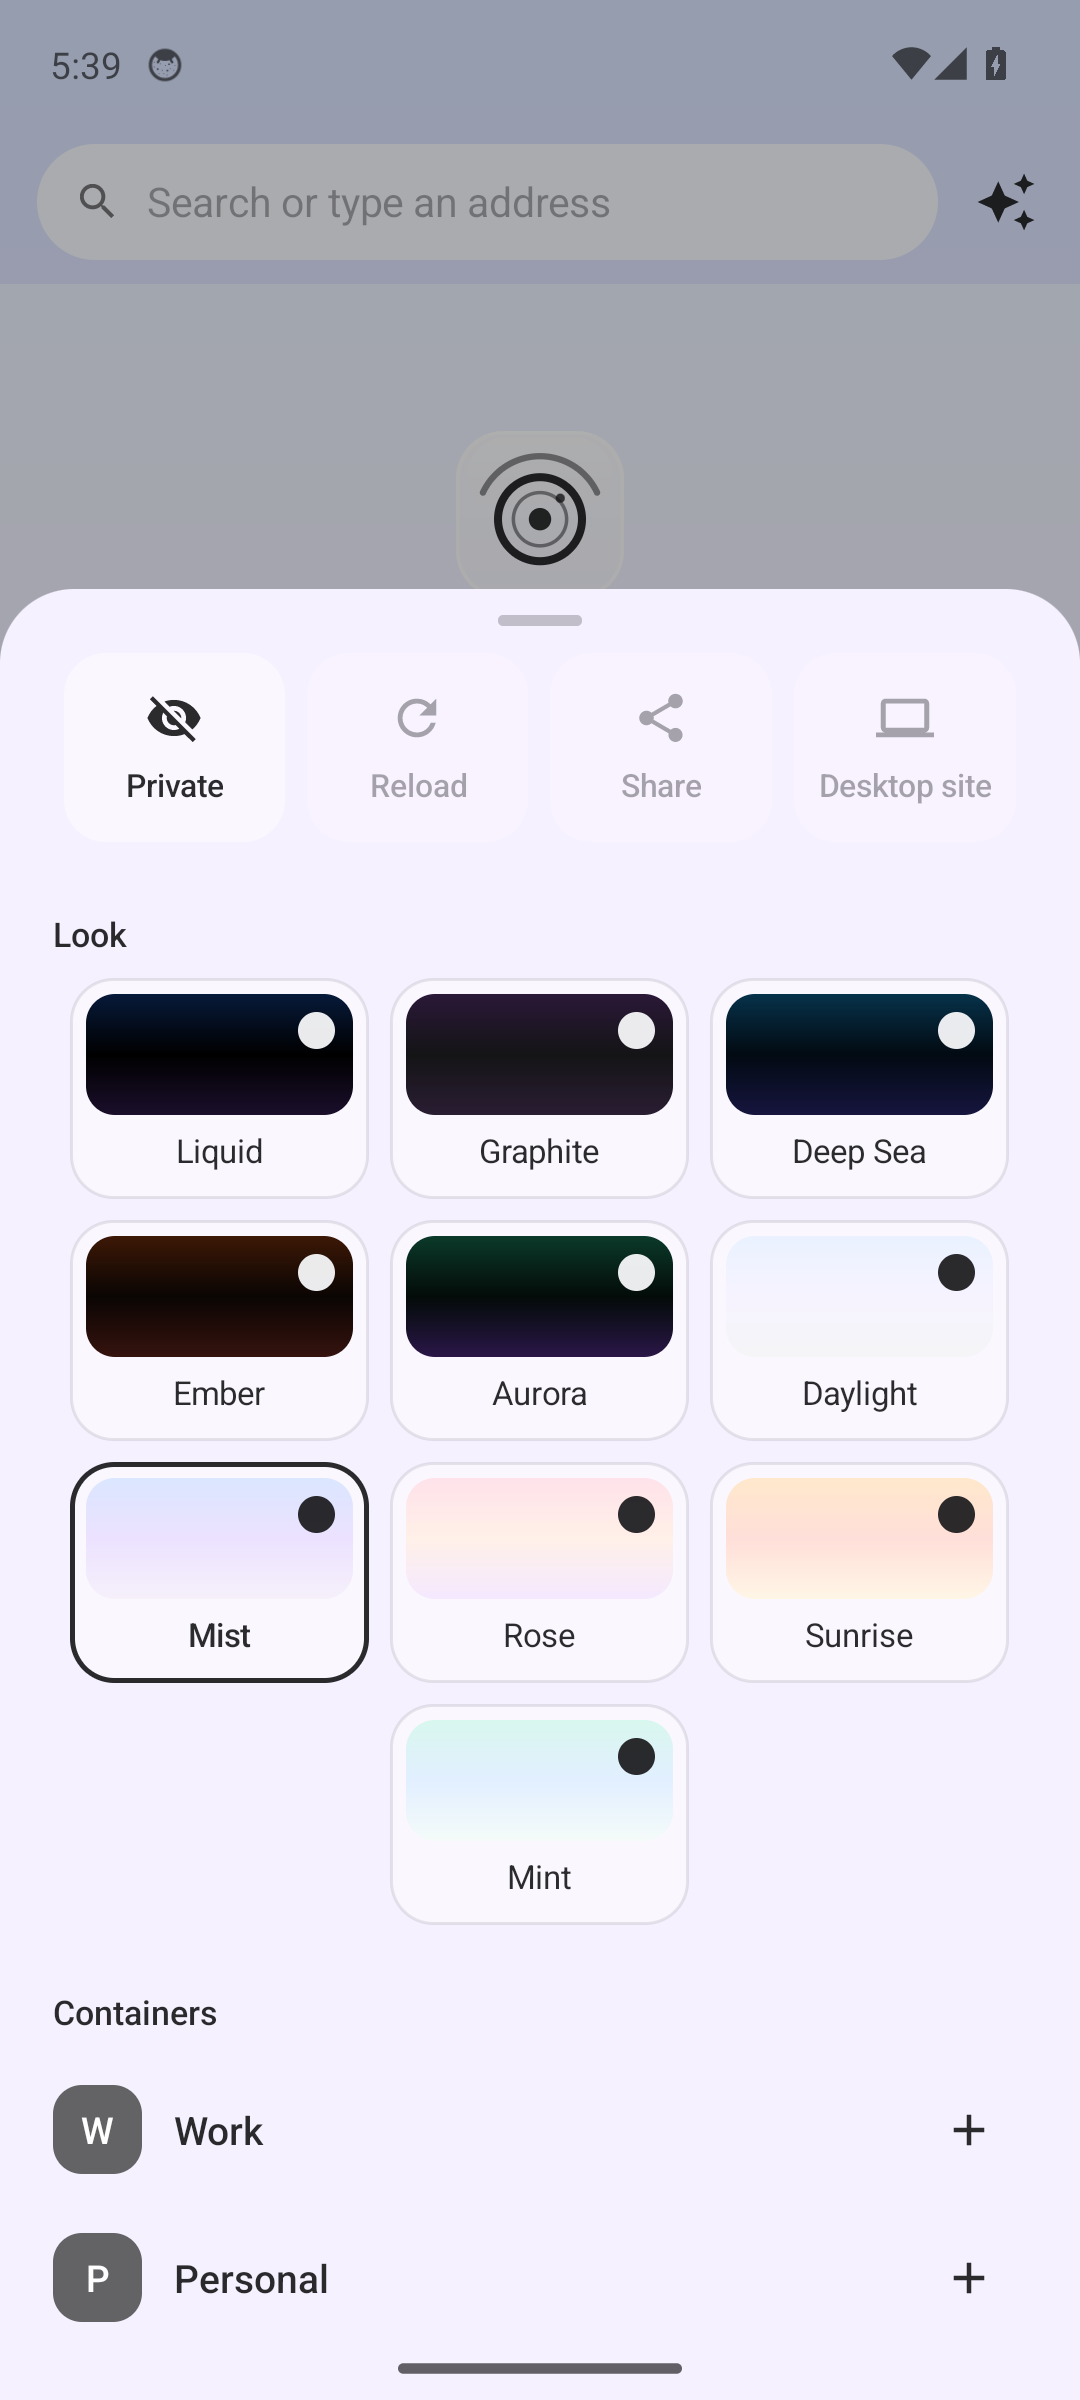 5:39
Search or type an address
Private
Reload
Share
Desktop site
Look
Liquid
Graphite
Deep Sea
Ember
Aurora
Daylight
Mist
Rose
Sunrise
Mint
Containers
W
Work
P
Personal